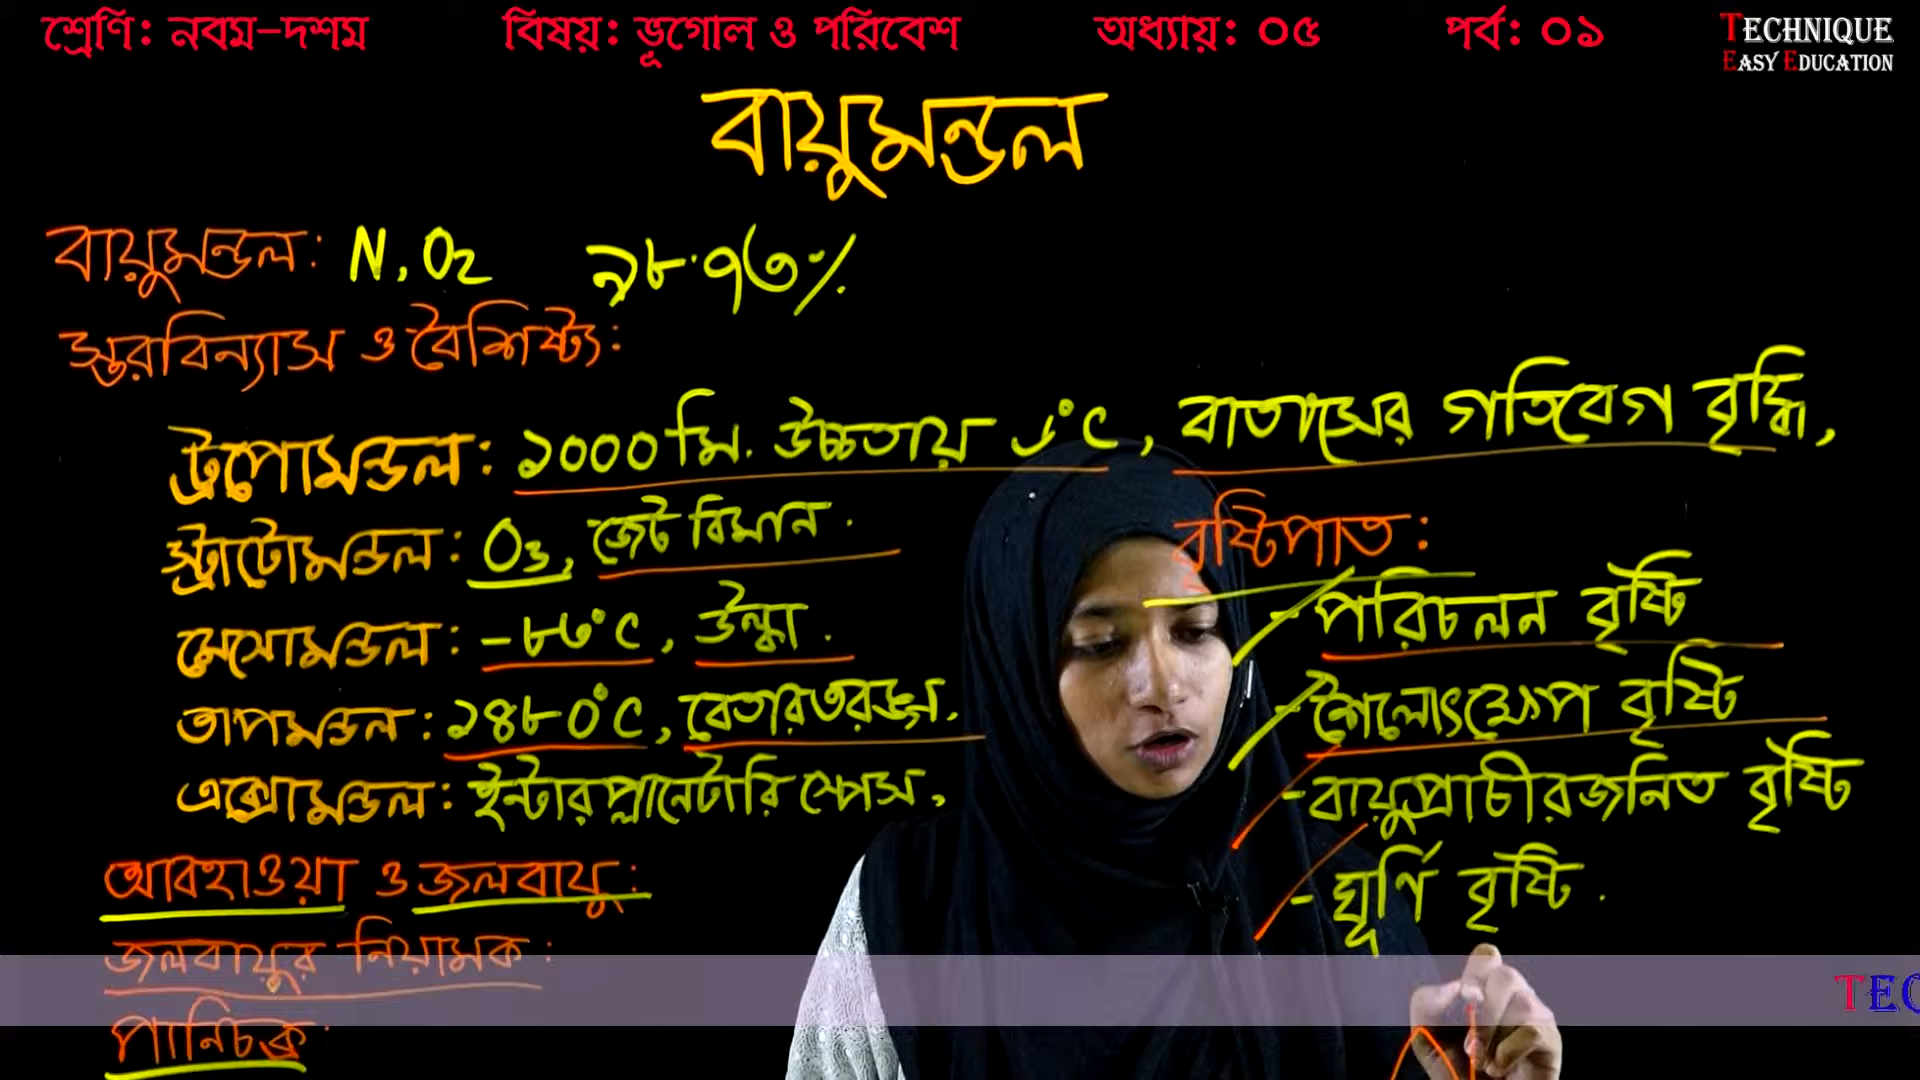 শ্রেণি: নবম-দশম বিষয়: ভূগোল ও পরিবেশ অধ্যায়: ০৫ পর্ব: ০১
TECHNIQUE
EASY EDUCATION
বায়ুমন্ডল
বায়ুমন্ডল: N, O2 ৯৮.৭৩%
স্তরবিন্যাস ও বৈশিষ্ট্য:
ট্রপোমন্ডল: ১০০০ মি. উচ্চতায় ৬°C, বাতাসের গতিবেগ বৃদ্ধি,
স্ট্রাটোমন্ডল: O3, জেট বিমান.
মেসোমন্ডল: -৮৩°C, উল্কা.
তাপমন্ডল: ১৪৮০°C, বেতারতরঙ্গ.
এক্সোমন্ডল: ইন্টারপ্লানেটারি স্পেস,
আবহাওয়া ও জলবায়ু:
জলবায়ুর নিয়ামক:
পানিচক্র:
বৃষ্টিপাত:
- পরিচলন বৃষ্টি
- শৈলোৎক্ষেপ বৃষ্টি
- বায়ুপ্রাচীরজনিত বৃষ্টি
- ঘূর্ণি বৃষ্টি.
TEC